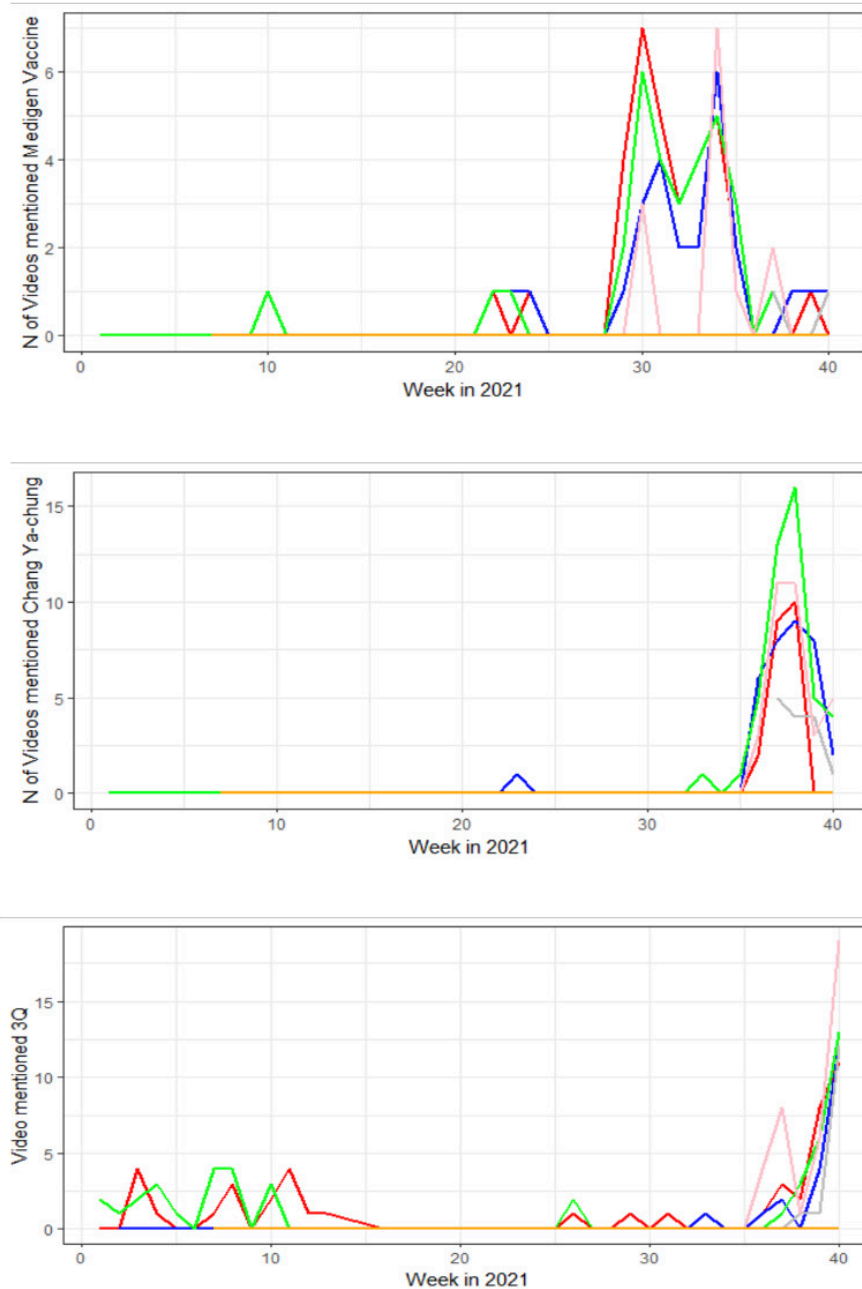 N of Videos mentioned Medigen Vaccine
6
4
2
0
0 10 20 30 40
Week in 2021
N of Videos mentioned Chang Ya-chung
15
10
5
0
0 10 20 30 40
Week in 2021
Video mentioned 3Q
15
10
5
0
0 10 20 30 40
Week in 2021